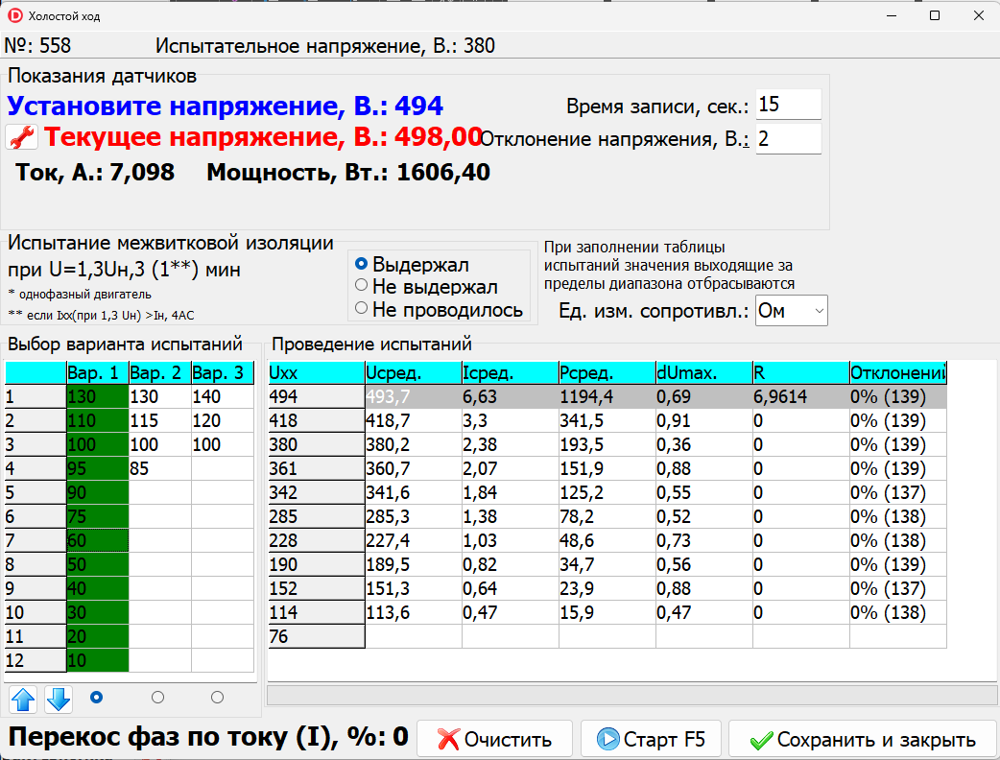 Холостой ход
№: 558 Испытательное напряжение, В.: 380
Показания датчиков
Установите напряжение, В.: 494 Время записи, сек.: 15
Текущее напряжение, В.: 498,00 Отклонение напряжения, В.: 2
Ток, А.: 7,098 Мощность, Вт.: 1606,40
Испытание межвитковой изоляции
при U=1,3Uн,3 (1**) мин
* однофазный двигатель
** если Ixx(при 1,3 Uн) >Iн, 4АС
Выдержал
Не выдержал
Не проводилось
При заполнении таблицы
испытаний значения выходящие за
пределы диапазона отбрасываются
Ед. изм. сопротивл.: Ом
Выбор варианта испытаний
Вар. 1 Вар. 2 Вар. 3
1 130 130 140
2 110 115 120
3 100 100 100
4 95 85
5 90
6 75
7 60
8 50
9 40
10 30
11 20
12 10
Проведение испытаний
Uxx Uсред. Iсред. Pсред. dUmax. R Отклонений
494 493,7 6,63 1194,4 0,69 6,9614 0% (139)
418 418,7 3,3 341,5 0,91 0 0% (139)
380 380,2 2,38 193,5 0,36 0 0% (139)
361 360,7 2,07 151,9 0,88 0 0% (139)
342 341,6 1,84 125,2 0,55 0 0% (137)
285 285,3 1,38 78,2 0,52 0 0% (138)
228 227,4 1,03 48,6 0,73 0 0% (138)
190 189,5 0,82 34,7 0,56 0 0% (139)
152 151,3 0,64 23,9 0,88 0 0% (137)
114 113,6 0,47 15,9 0,47 0 0% (138)
76
Перекос фаз по току (I), %: 0 Очистить Старт F5 Сохранить и закрыть